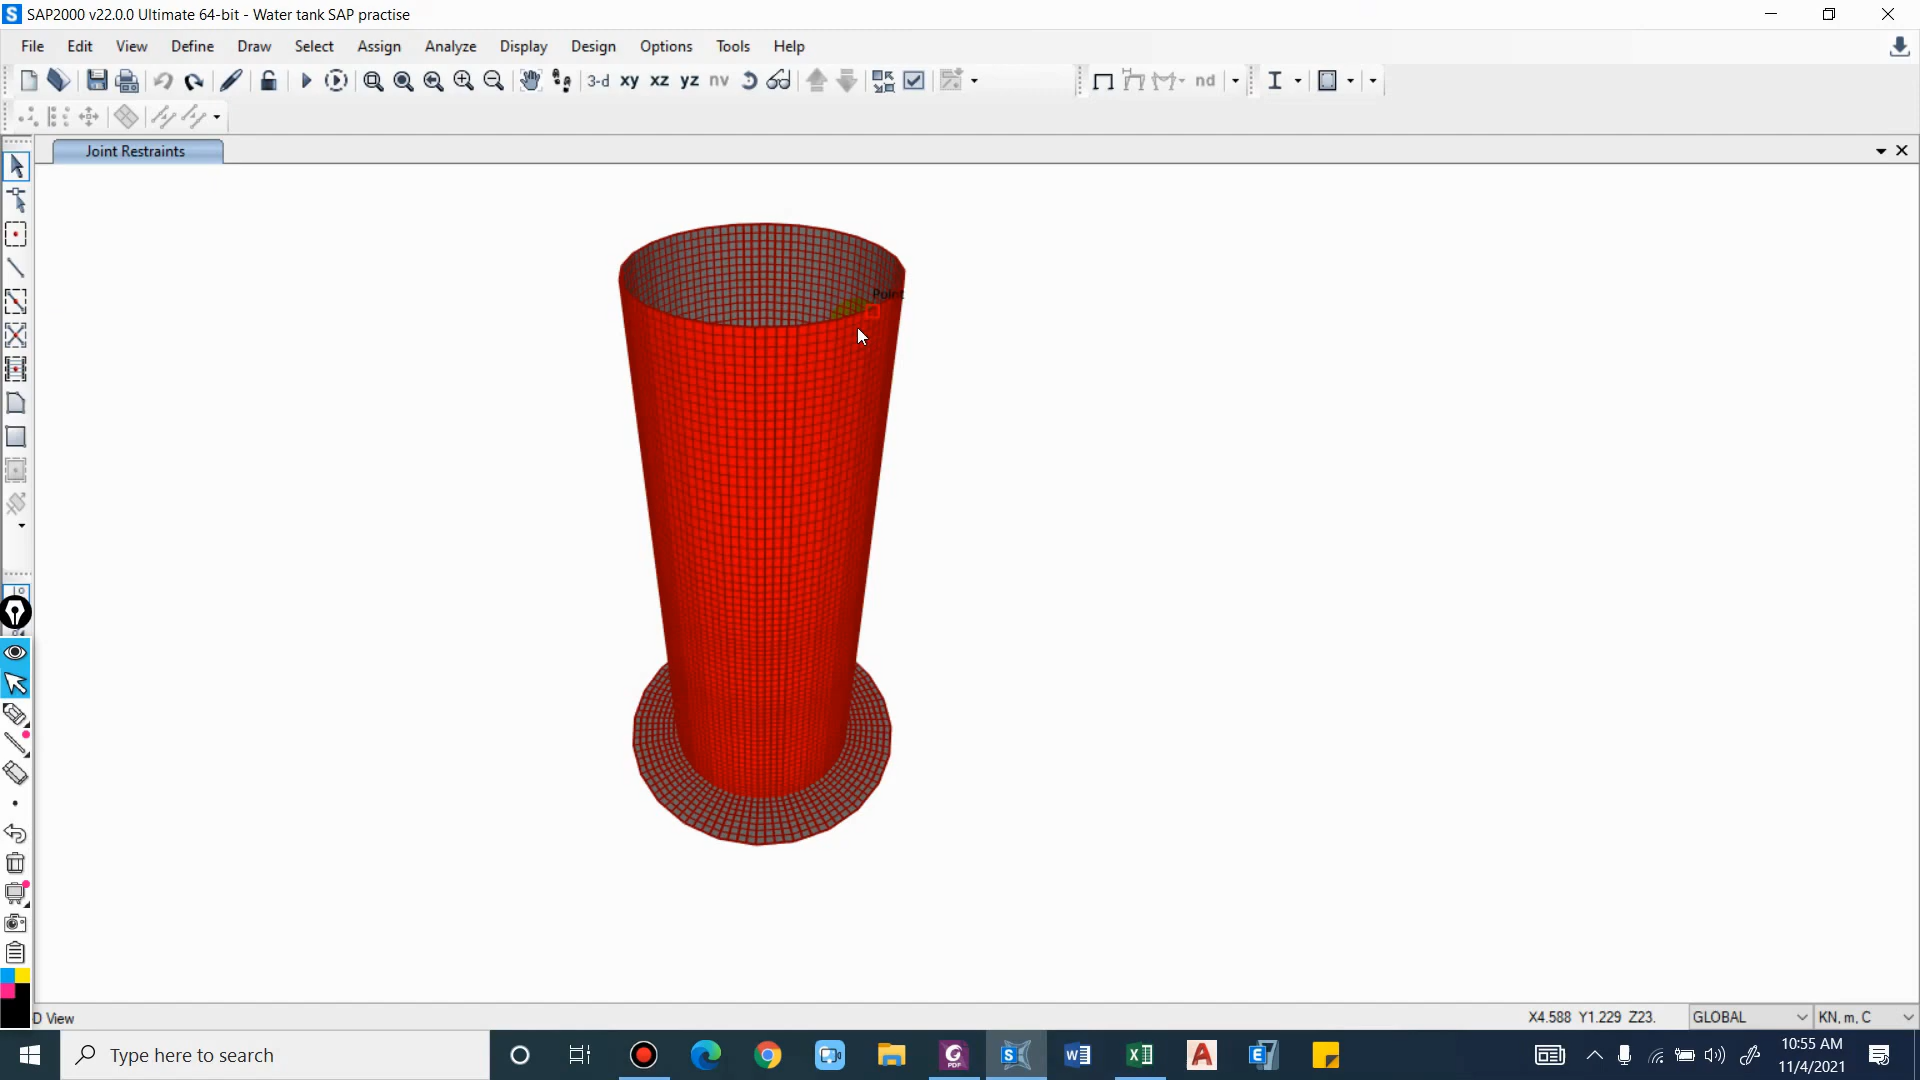 SAP2000 v22.0.0 Ultimate 64-bit - Water tank SAP practise
File Edit View Define Draw Select Assign Analyze Display Design Options Tools Help
3-d xy xz yz nv nd
Joint Restraints
Point
D View
X4.588 Y1.229 Z23.
GLOBAL
KN, m, C
Type here to search
10:55 AM
11/4/2021